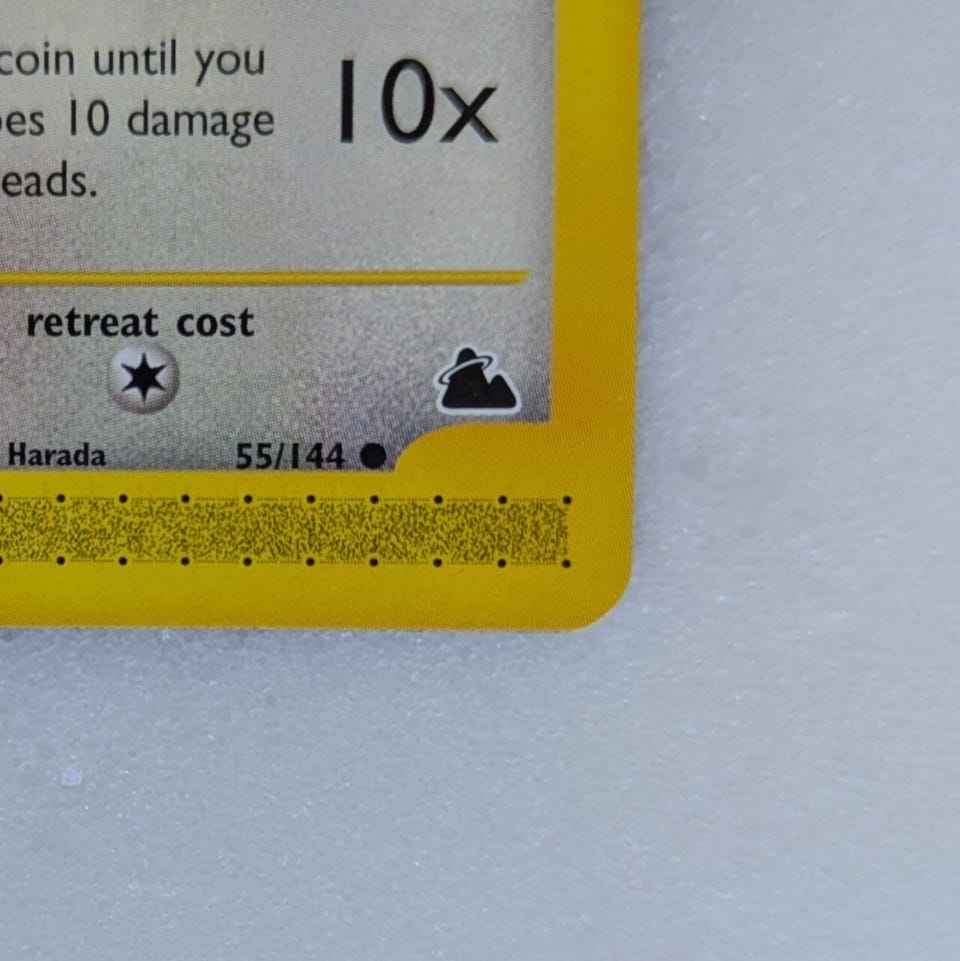 coin until you
es 10 damage 10x
eads.
retreat cost
Harada 55/144